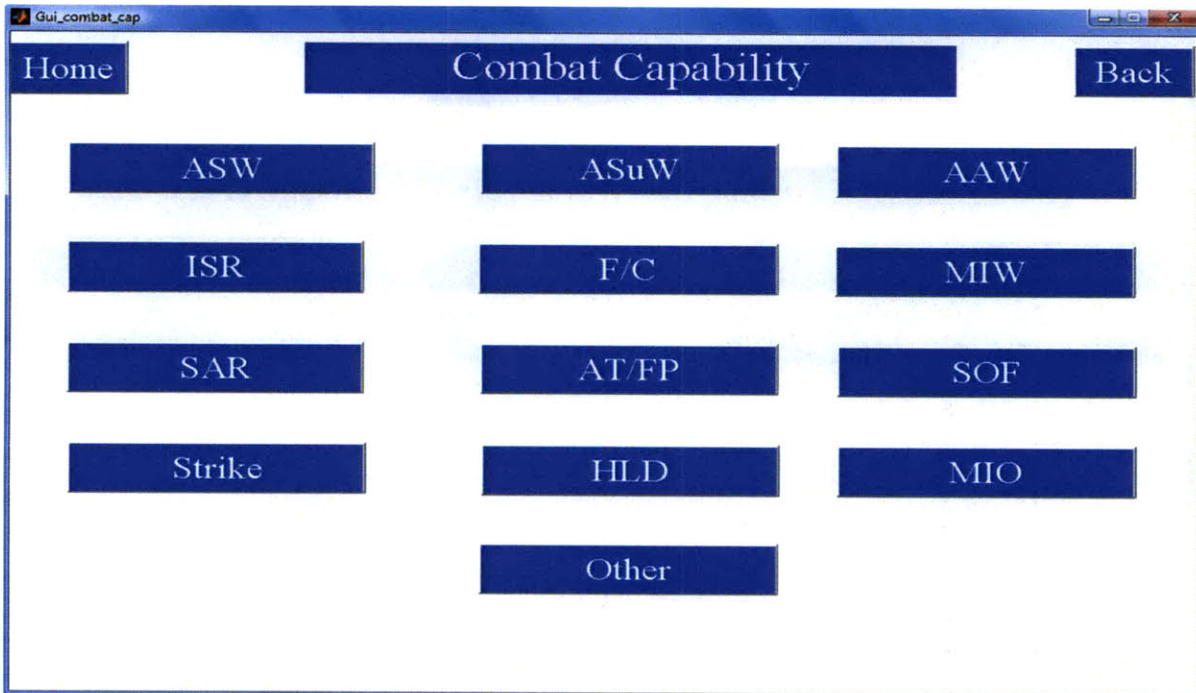 Gui_combat_cap
Home Combat Capability Back
ASW ASuW AAW
ISR F/C MIW
SAR AT/FP SOF
Strike HLD MIO
Other